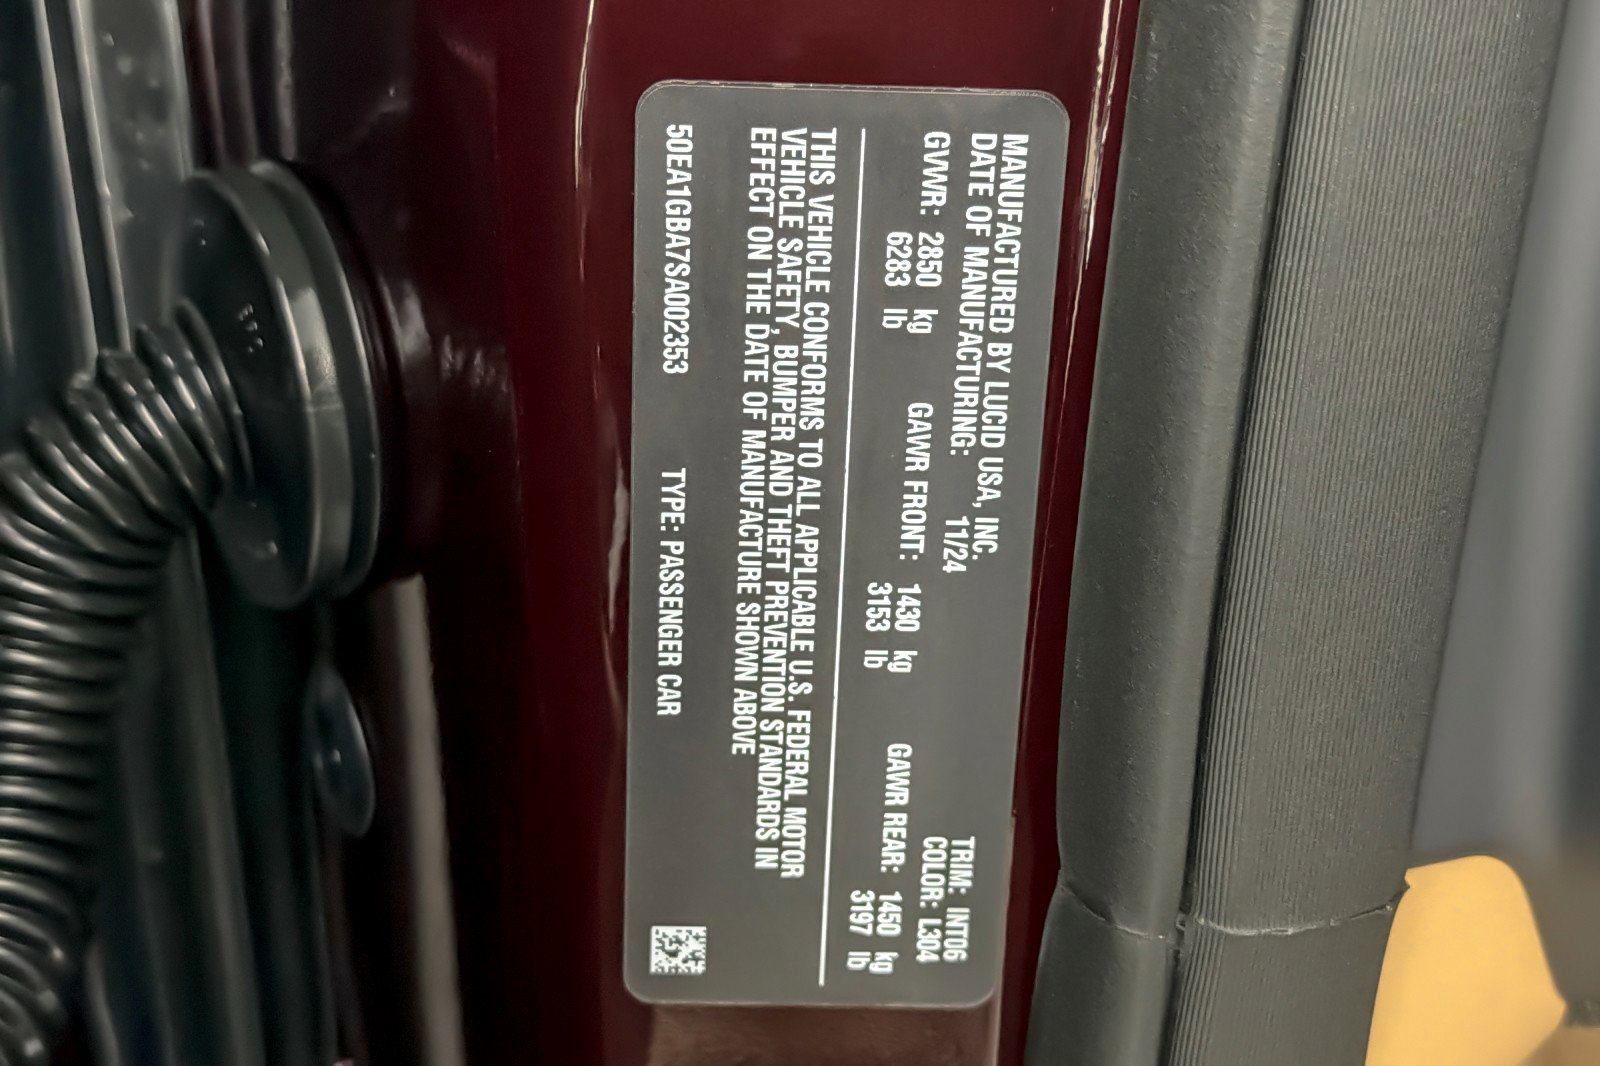 MANUFACTURED BY LUCID USA, INC.
DATE OF MANUFACTURING: 11/24
TRIM: INT06
COLOR: L304
GVWR: 2850 kg GAWR FRONT: 1430 kg GAWR REAR: 1450 kg
6283 lb 3153 lb 3197 lb
THIS VEHICLE CONFORMS TO ALL APPLICABLE U.S. FEDERAL MOTOR
VEHICLE SAFETY, BUMPER AND THEFT PREVENTION STANDARDS IN
EFFECT ON THE DATE OF MANUFACTURE SHOWN ABOVE
50EA1GBA7SA002353 TYPE: PASSENGER CAR